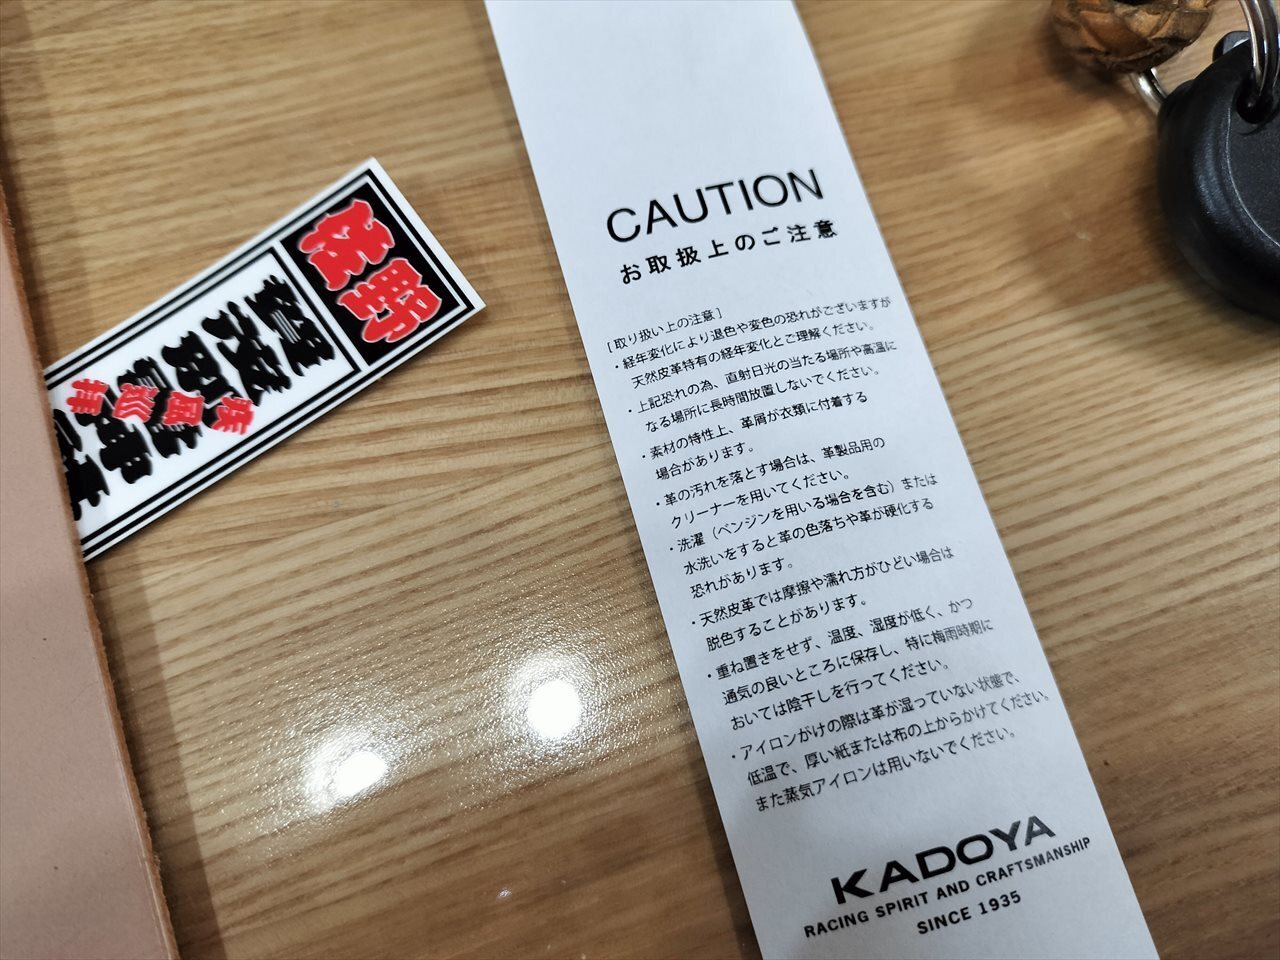 CAUTION
お取扱上のご注意
[取り扱い上の注意]
・経年変化により退色や変色の恐れがございますが
天然皮革特有の経年変化とご理解ください。
・上記恐れの為、直射日光の当たる場所や高温に
なる場所に長時間放置しないでください。
・素材の特性上、革屑が衣類に付着する
場合があります。
・革の汚れを落とす場合は、革製品用の
クリーナーを用いてください。
・洗濯（ベンジンを用いる場合を含む）または
水洗いをすると革の色落ちや革が硬化する
恐れがあります。
・天然皮革では摩擦や濡れ方がひどい場合は
脱色することがあります。
・重ね置きをせず、温度、湿度が低く、かつ
通気の良いところに保存し、特に梅雨時期に
おいては陰干しを行ってください。
・アイロンがけの際は革が湿っていない状態で、
低温で、厚い紙または布の上からかけてください。
また蒸気アイロンは用いないでください。
KADOYA
RACING SPIRIT AND CRAFTSMANSHIP
SINCE 1935